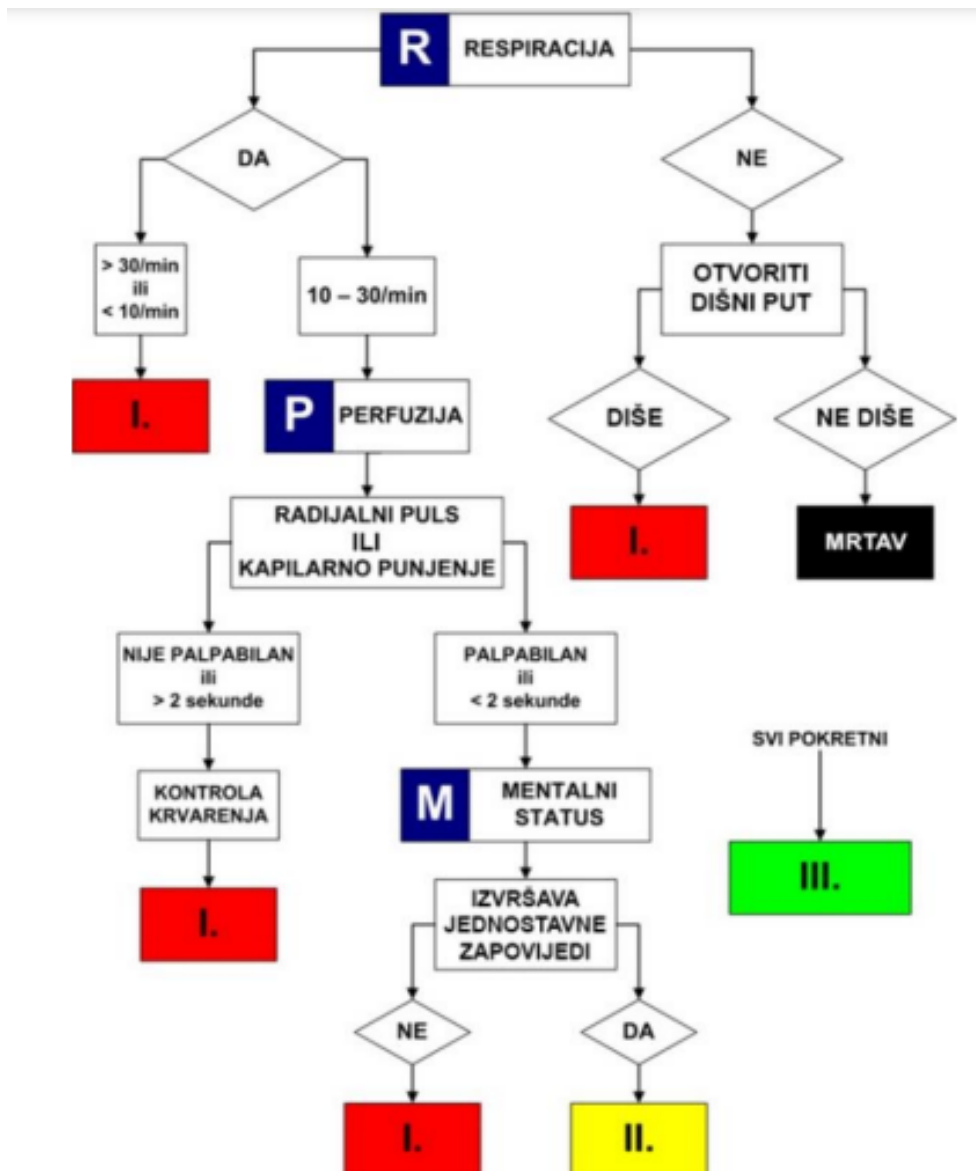 R RESPIRACIJA
DA
NE
> 30/min
ili
< 10/min
10 – 30/min
OTVORITI
DIŠNI PUT
I.
P PERFUZIJA
DIŠE
NE DIŠE
RADIJALNI PULS
ILI
KAPILARNO PUNJENJE
I.
MRTAV
NIJE PALPABILAN
ili
> 2 sekunde
PALPABILAN
ili
< 2 sekunde
SVI POKRETNI
KONTROLA
KRVARENJA
M MENTALNI
STATUS
III.
I.
IZVRŠAVA
JEDNOSTAVNE
ZAPOVIJEDI
NE
DA
I.
II.